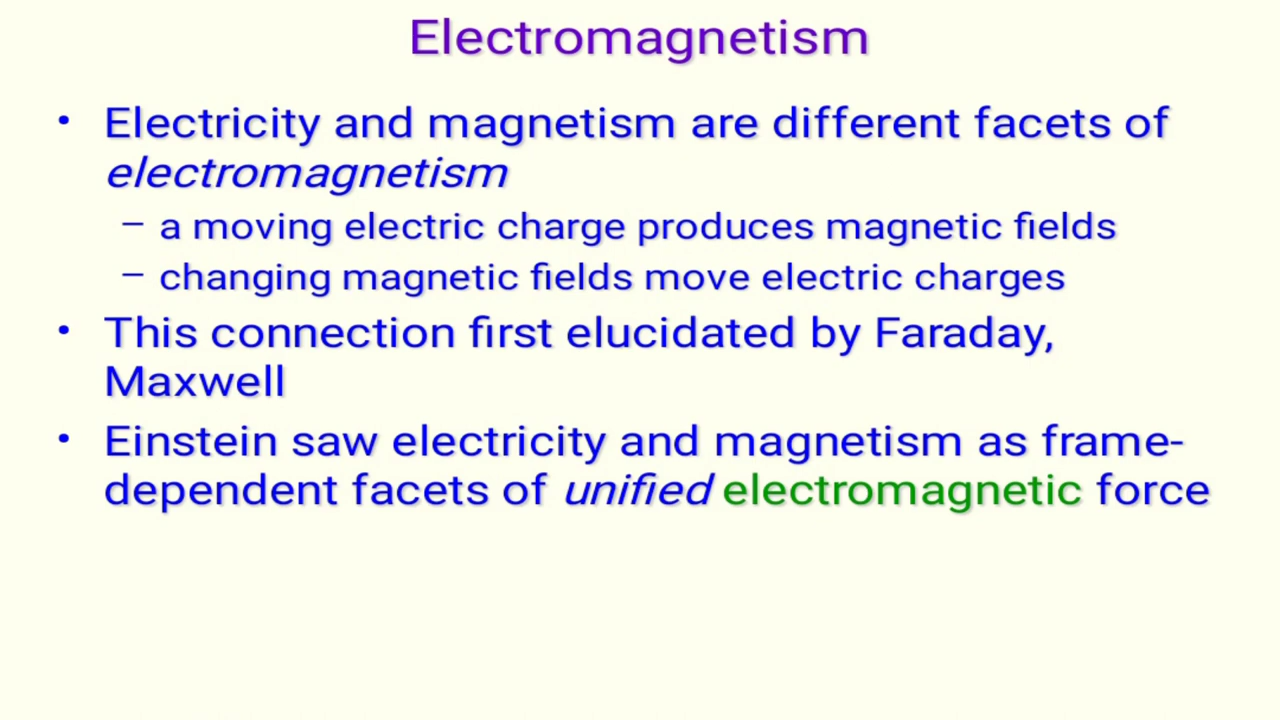 Electromagnetism
• Electricity and magnetism are different facets of
electromagnetism
– a moving electric charge produces magnetic fields
– changing magnetic fields move electric charges
• This connection first elucidated by Faraday,
Maxwell
• Einstein saw electricity and magnetism as frame-
dependent facets of unified electromagnetic force